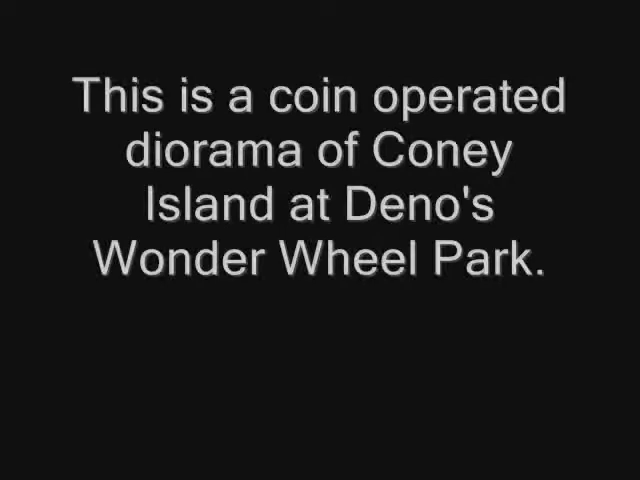 This is a coin operated
diorama of Coney
Island at Deno's
Wonder Wheel Park.